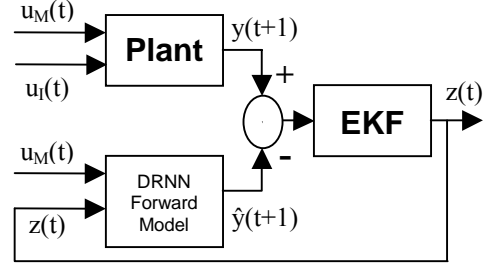 u_M(t)
Plant
y(t+1)
u_I(t)
+
EKF
z(t)
-
u_M(t)
DRNN
Forward
Model
z(t)
ŷ(t+1)